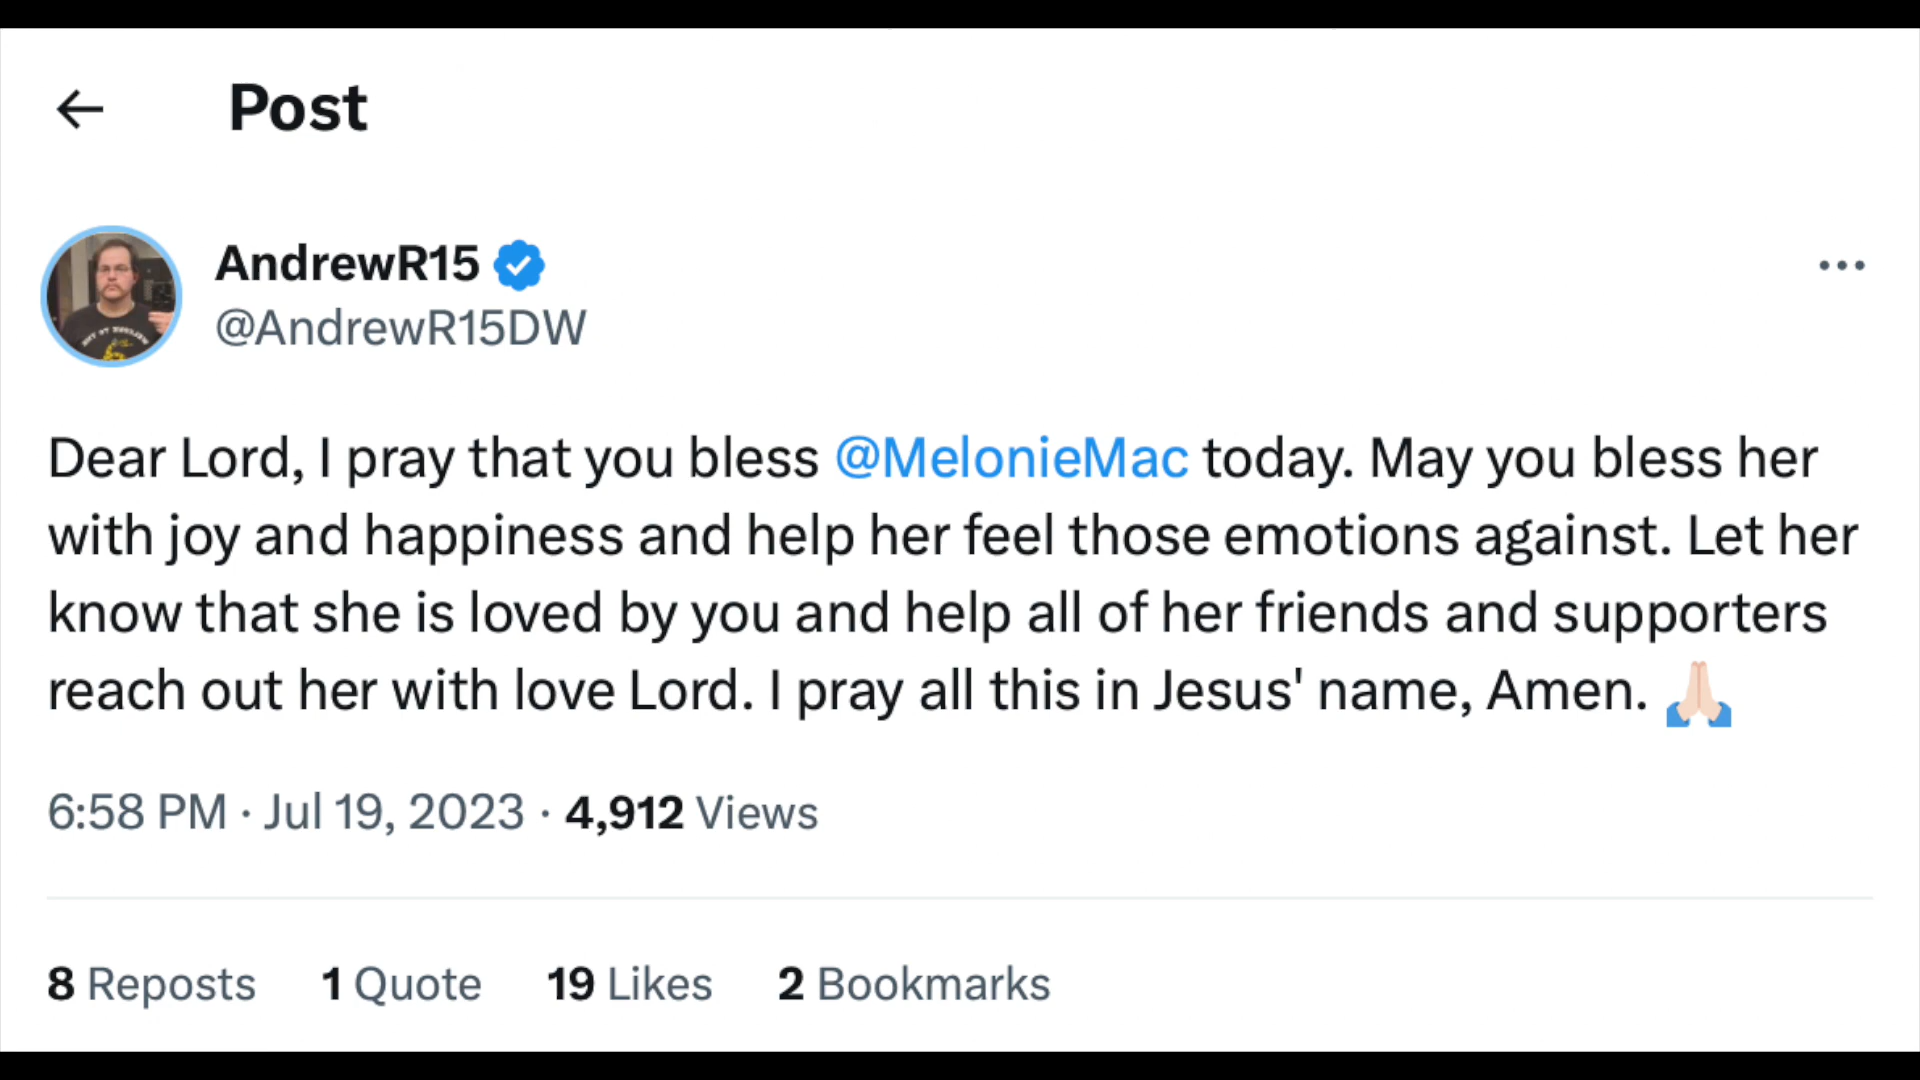 Post
AndrewR15
@AndrewR15DW
Dear Lord, I pray that you bless @MelonieMac today. May you bless her
with joy and happiness and help her feel those emotions against. Let her
know that she is loved by you and help all of her friends and supporters
reach out her with love Lord. I pray all this in Jesus' name, Amen. 🙏🏻
6:58 PM · Jul 19, 2023 · 4,912 Views
8 Reposts 1 Quote 19 Likes 2 Bookmarks